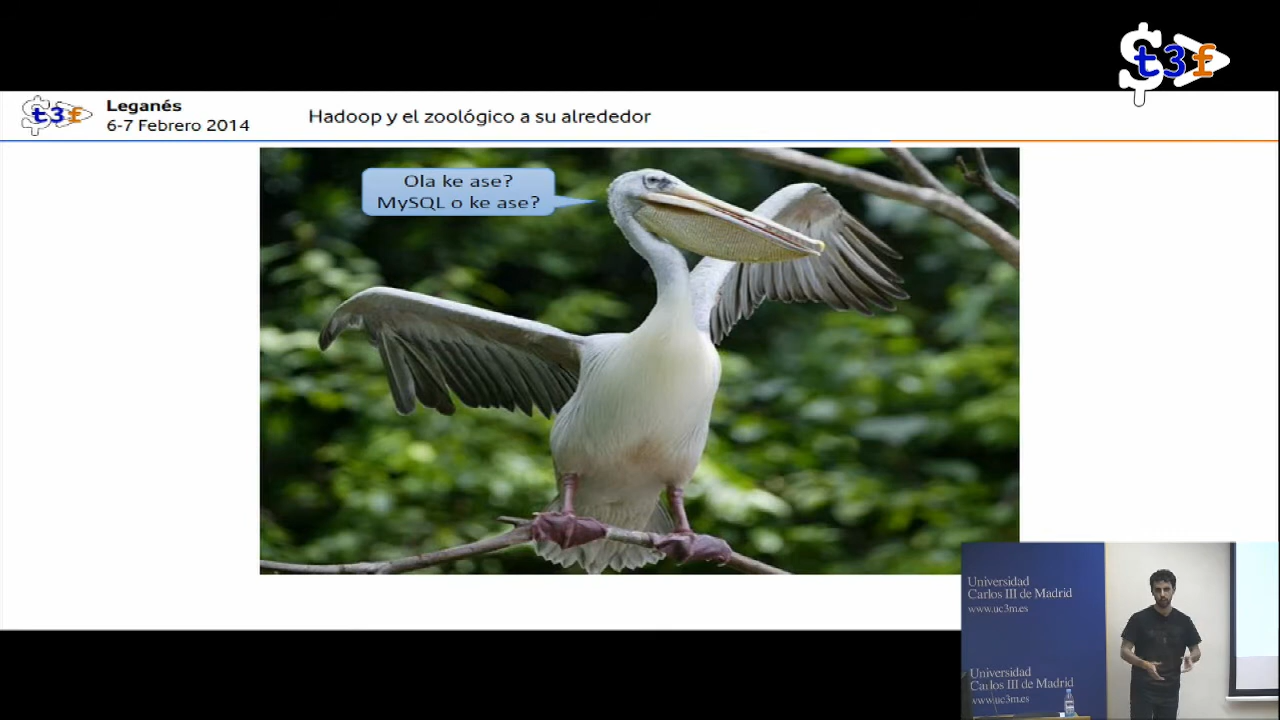 t3f
t3f
Leganés
6-7 Febrero 2014
Hadoop y el zoológico a su alrededor
Ola ke ase?
MySQL o ke ase?
Universidad
Carlos III de Madrid
www.uc3m.es
Universidad
Carlos III de Madrid
www.uc3m.es